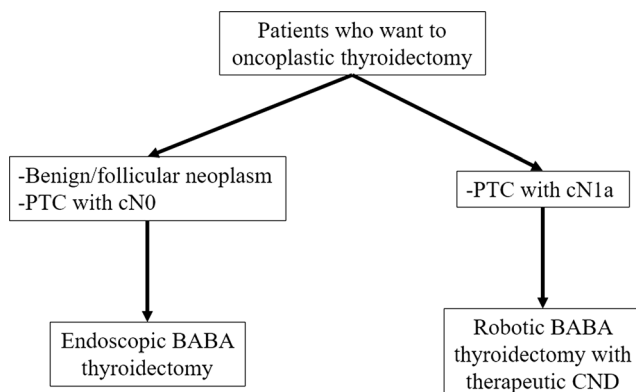 Patients who want to
oncoplastic thyroidectomy
-Benign/follicular neoplasm
-PTC with cN0
-PTC with cN1a
Endoscopic BABA
thyroidectomy
Robotic BABA
thyroidectomy with
therapeutic CND